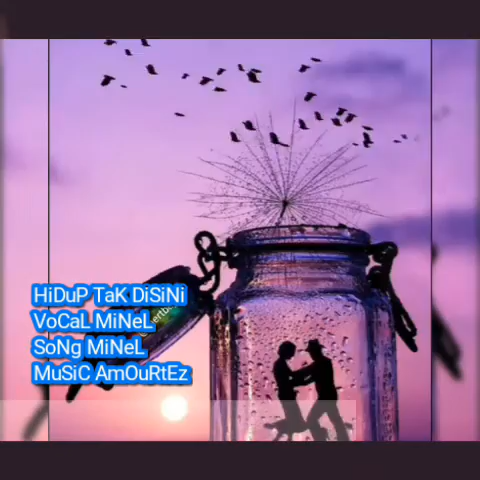 HiDuP TaK DiSiNi
VoCaL MiNeL
SoNg MiNeL
MuSiC AmOuRtEz